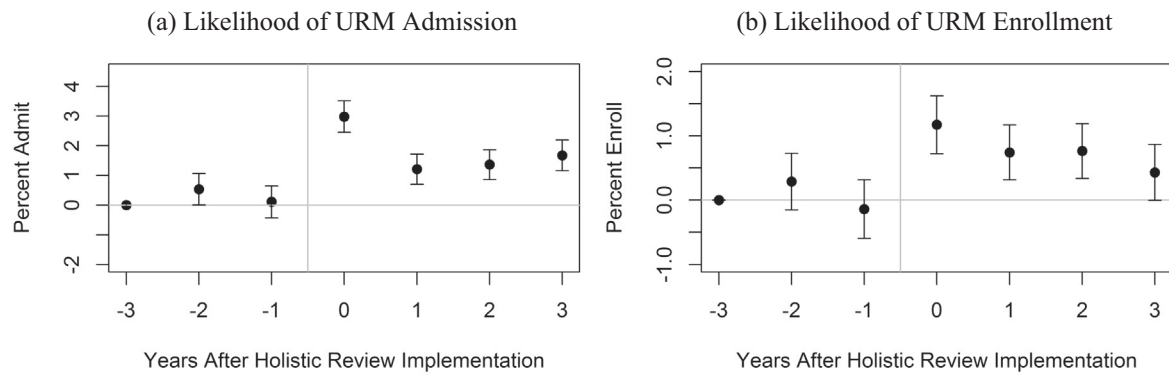 (a) Likelihood of URM Admission
Percent Admit
4
3
2
1
0
-2
-3 -2 -1 0 1 2 3
Years After Holistic Review Implementation
(b) Likelihood of URM Enrollment
Percent Enroll
2.0
1.0
0.0
-1.0
-3 -2 -1 0 1 2 3
Years After Holistic Review Implementation